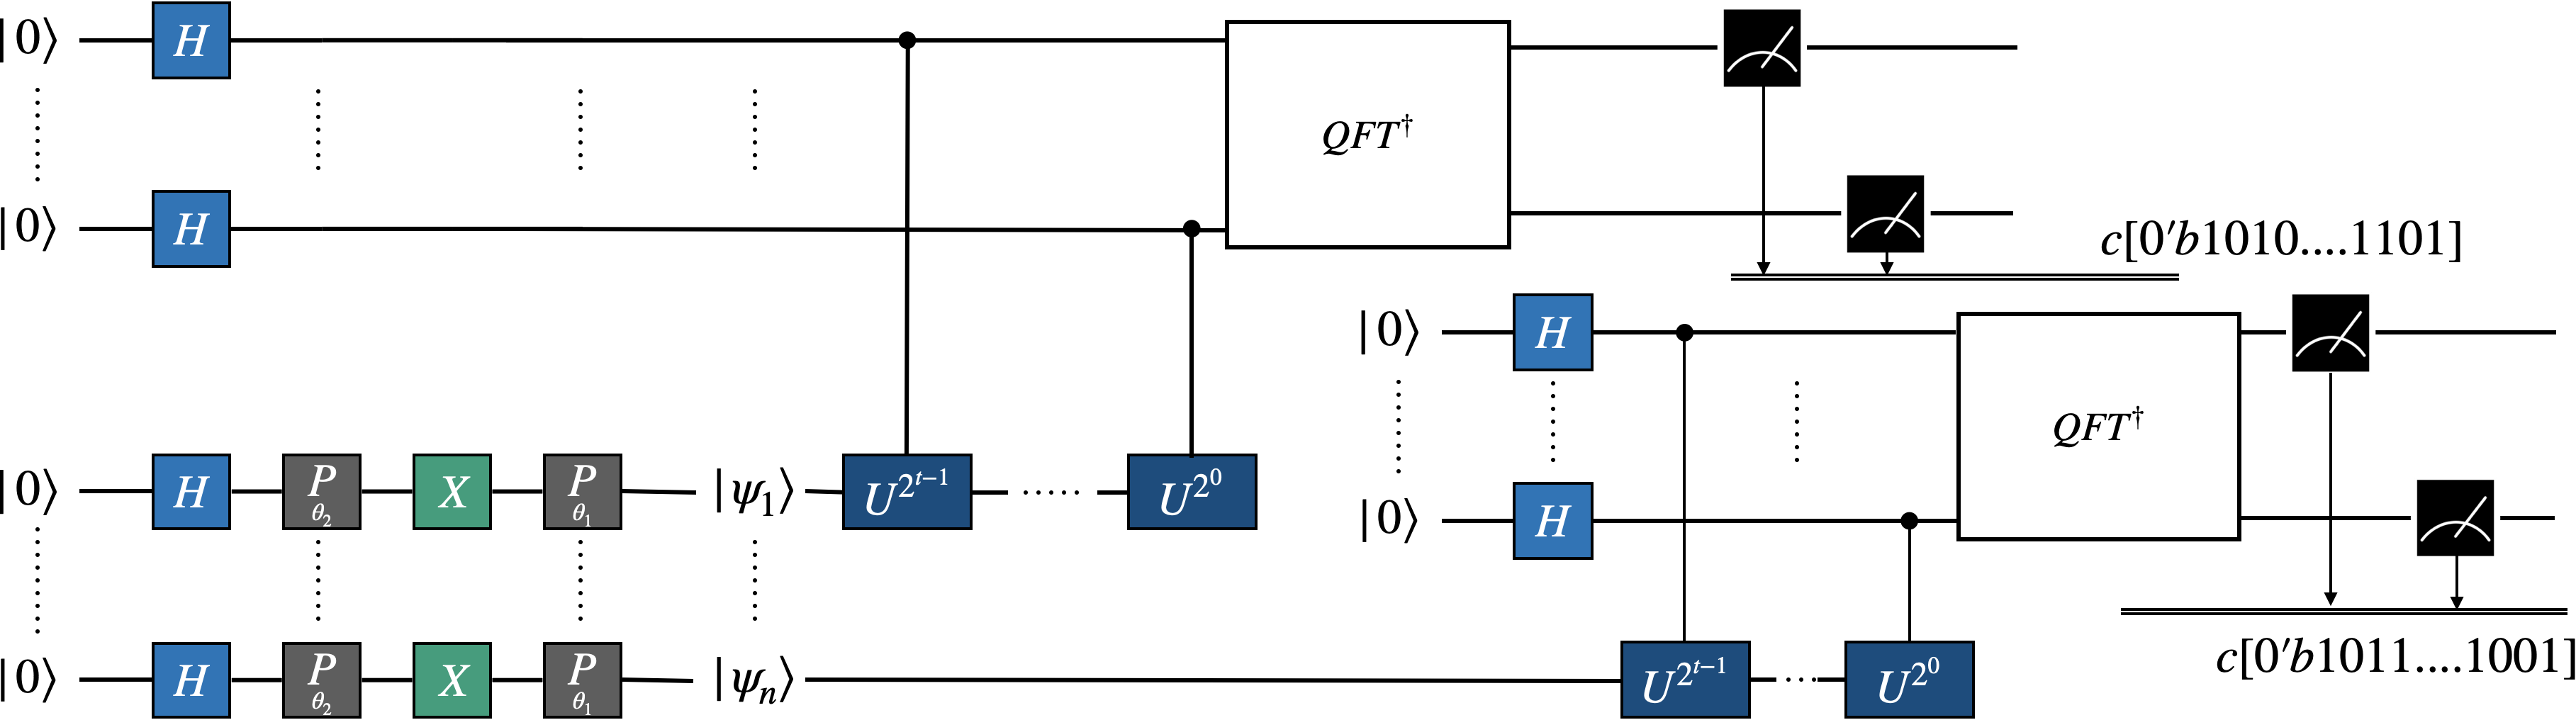 |0⟩ H
QFT†
|0⟩ H
c[0′b1010....1101]
|0⟩ H
QFT†
|0⟩ H P θ₂ X P θ₁ |ψ₁⟩ U^{2^{t−1}} ····· U^{2^0}
|0⟩ H
|0⟩ H P θ₂ X P θ₁ |ψₙ⟩ U^{2^{t−1}} ··· U^{2^0}
c[0′b1011....1001]